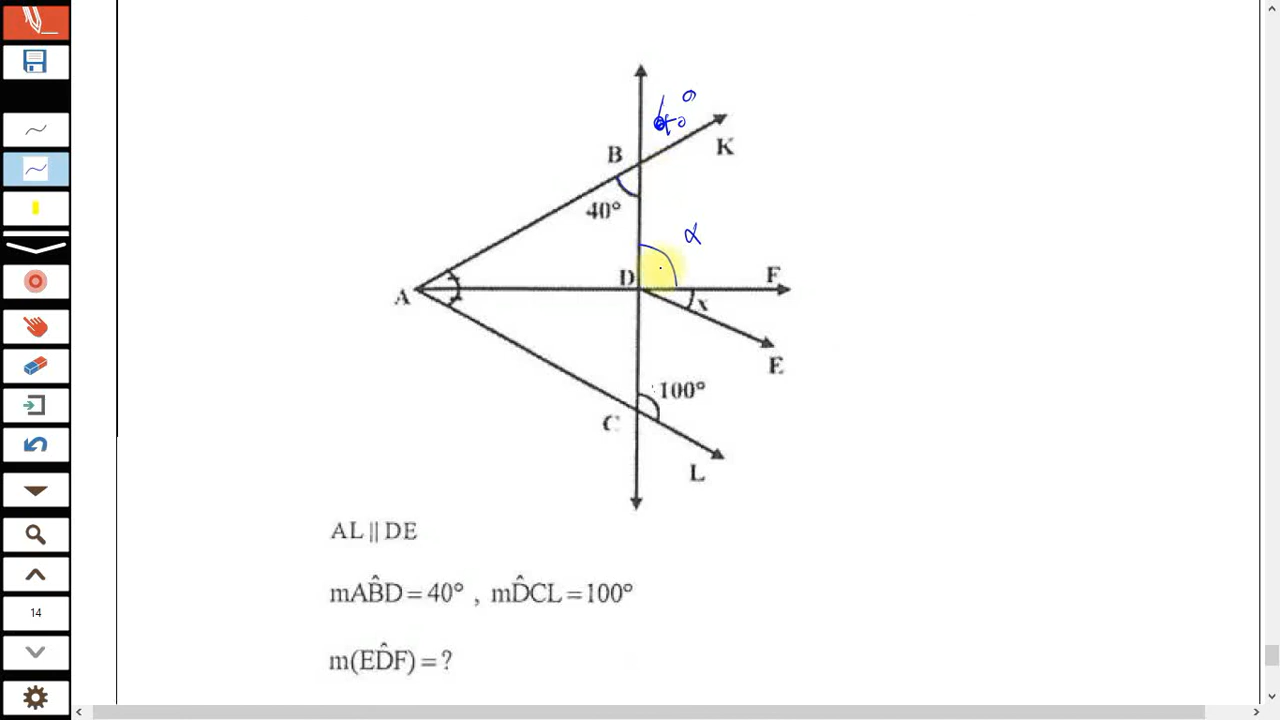 K
B
40°
α
D
F
A
x
E
100°
C
L
AL || DE
mAB̂D = 40° , mD̂CL = 100°
m(ED̂F) = ?
14